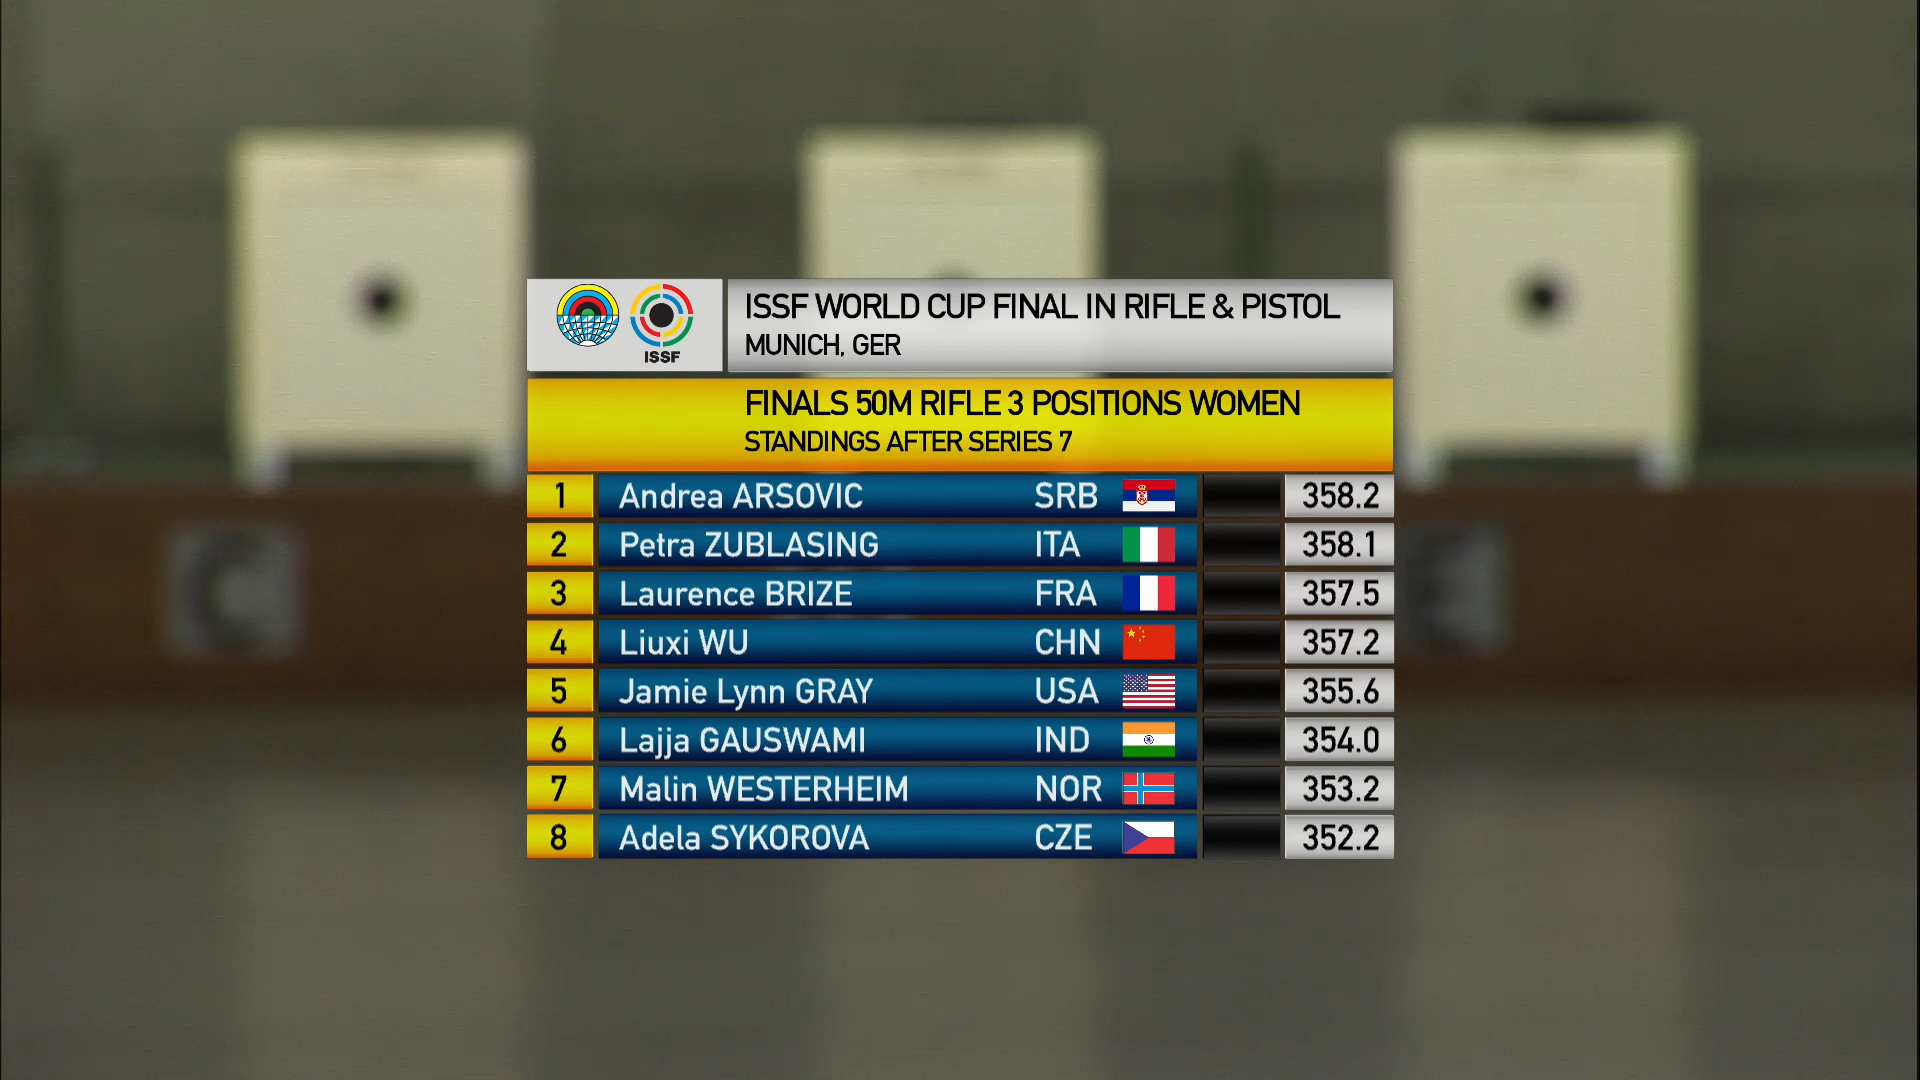 ISSF
ISSF WORLD CUP FINAL IN RIFLE & PISTOL
MUNICH, GER
FINALS 50M RIFLE 3 POSITIONS WOMEN
STANDINGS AFTER SERIES 7
1 Andrea ARSOVIC SRB 358.2
2 Petra ZUBLASING ITA 358.1
3 Laurence BRIZE FRA 357.5
4 Liuxi WU CHN 357.2
5 Jamie Lynn GRAY USA 355.6
6 Lajja GAUSWAMI IND 354.0
7 Malin WESTERHEIM NOR 353.2
8 Adela SYKOROVA CZE 352.2